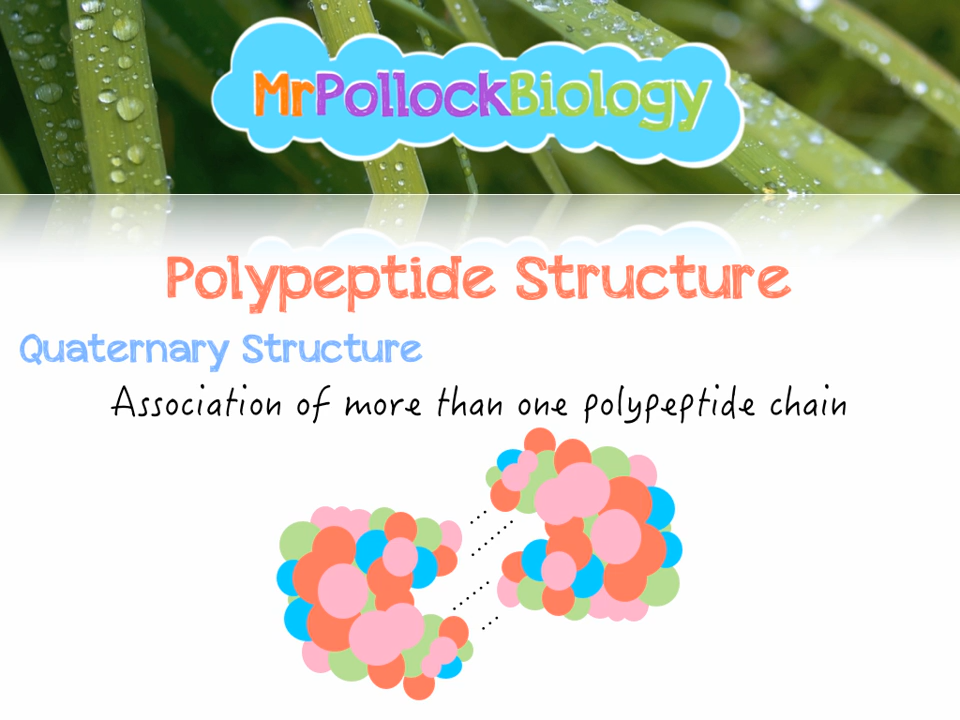 MrPollockBiology
Polypeptide Structure
Quaternary Structure
Association of more than one polypeptide chain